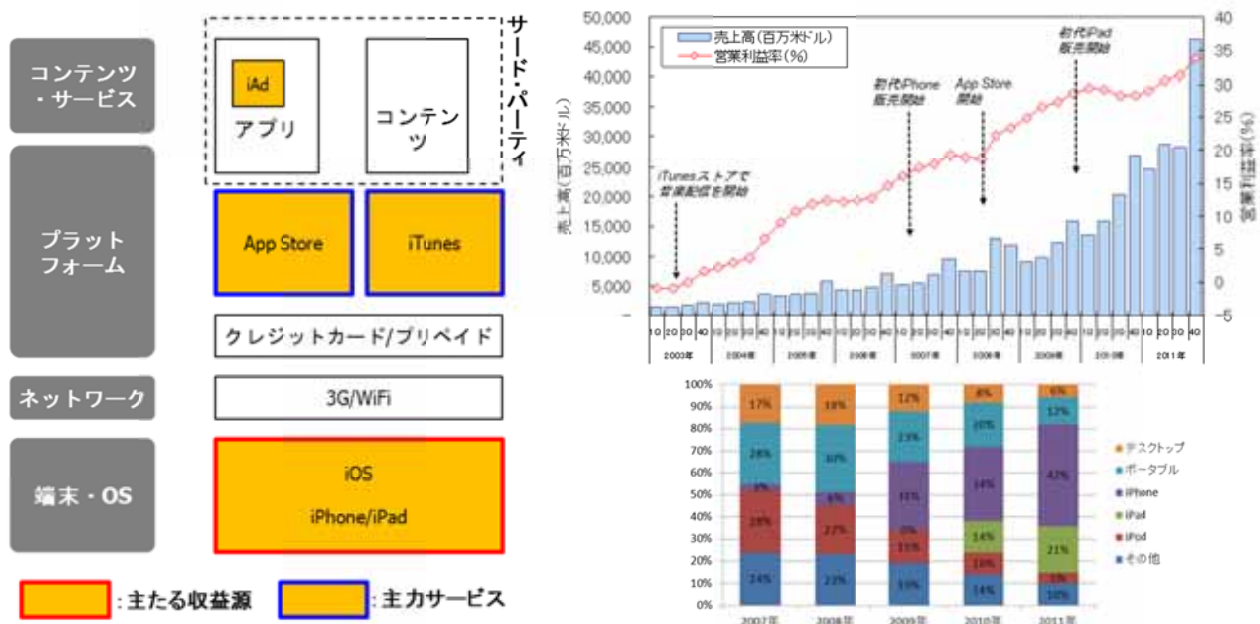 コンテンツ
・サービス
プラット
フォーム
ネットワーク
端末・OS
サード・パーティ
iAd
アプリ
コンテン
ツ
App Store
iTunes
クレジットカード/プリペイド
3G/WiFi
iOS
iPhone/iPad
：主たる収益源
：主力サービス
売上高(百万米ドル)
営業利益率(%)
50,000
45,000
40,000
35,000
30,000
25,000
20,000
15,000
10,000
5,000
－
売上高(百万米ドル)
40
35
30
25
20
15
10
5
0
−5
営業利益率(%)
iTunesストアで
音楽配信を開始
初代iPhone
販売開始
App Store
開始
初代iPad
販売開始
1Q 2Q 3Q 4Q
2003年 2004年 2005年 2006年 2007年 2008年 2009年 2010年 2011年
100%
90%
80%
70%
60%
50%
40%
30%
20%
10%
0%
17% 18% 12% 8% 6%
28% 30% 23% 20% 12%
14% 21%
24% 23% 19% 14% 10%
2007年 2008年 2009年 2010年 2011年
デスクトップ
ポータブル
iPhone
iPad
iPod
その他